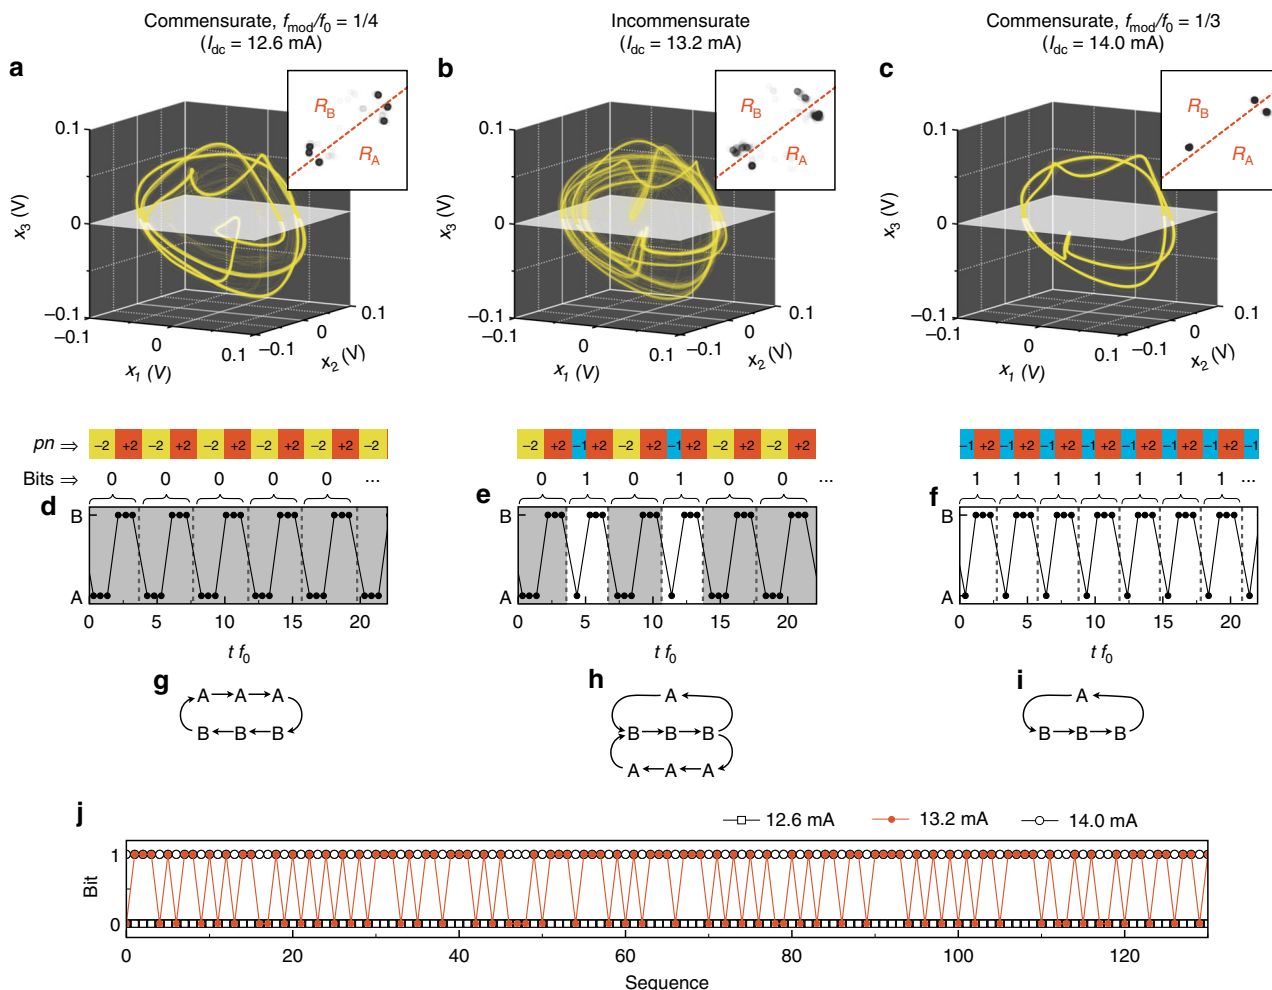 Commensurate, fmod/f0 = 1/4
(Idc = 12.6 mA)
Incommensurate
(Idc = 13.2 mA)
Commensurate, fmod/f0 = 1/3
(Idc = 14.0 mA)
a
RB
RA
0.1
0
–0.1
x3 (V)
–0.1
0
0.1
x1 (V)
–0.1
0
0.1
x2 (V)
b
RB
RA
0.1
0
–0.1
x3 (V)
–0.1
0
0.1
x1 (V)
–0.1
0
0.1
x2 (V)
c
RB
RA
0.1
0
–0.1
x3 (V)
–0.1
0
0.1
x1 (V)
–0.1
0
0.1
x2 (V)
pn ⇒ –2 +2 –2 +2 –2 +2 –2 +2 –2 +2 –2
Bits ⇒ 0 0 0 0 0 ...
d
B
A
0 5 10 15 20
t f0
–2 +2 –1 +2 –2 +2 –1 +2 –2 +2 –2 +2
0 1 0 1 0 0 ...
e
B
A
0 5 10 15 20
t f0
–1 +2 –1 +2 –1 +2 –1 +2 –1 +2 –1 +2 –1 +2 –1
1 1 1 1 1 1 1 ...
f
B
A
0 5 10 15 20
t f0
g
A A A
B B B
h
A
B B B
A A A
i
A
B B B
j
12.6 mA 13.2 mA 14.0 mA
1
0
Bit
0 20 40 60 80 100 120
Sequence